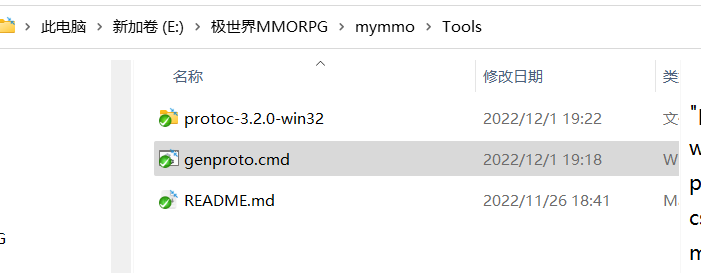 此电脑 > 新加卷 (E:) > 极世界MMORPG > mymmo > Tools
名称 修改日期 类
protoc-3.2.0-win32 2022/12/1 19:22 文
genproto.cmd 2022/12/1 19:18 W
README.md 2022/11/26 18:41 M
G
w
p
cs
m